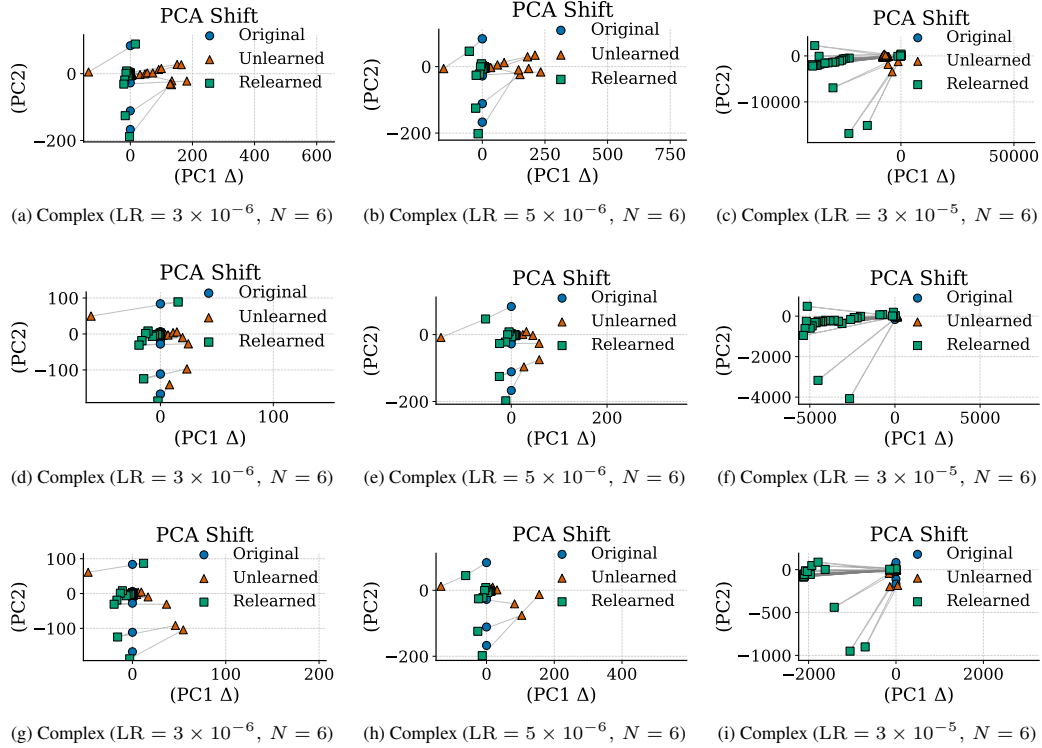 PCA Shift
Original
Unlearned
Relearned
0
−200
(PC2)
0 200 400 600
(PC1 Δ)
(a) Complex (LR = 3 × 10⁻⁶, N = 6)
PCA Shift
Original
Unlearned
Relearned
0
−200
(PC2)
0 250 500 750
(PC1 Δ)
(b) Complex (LR = 5 × 10⁻⁶, N = 6)
PCA Shift
Original
Unlearned
Relearned
0
−10000
(PC2)
0 50000
(PC1 Δ)
(c) Complex (LR = 3 × 10⁻⁵, N = 6)
PCA Shift
Original
Unlearned
Relearned
100
0
−100
(PC2)
0 100
(PC1 Δ)
(d) Complex (LR = 3 × 10⁻⁶, N = 6)
PCA Shift
Original
Unlearned
Relearned
0
−200
(PC2)
0 200
(PC1 Δ)
(e) Complex (LR = 5 × 10⁻⁶, N = 6)
PCA Shift
Original
Unlearned
Relearned
0
−2000
−4000
(PC2)
−5000 0 5000
(PC1 Δ)
(f) Complex (LR = 3 × 10⁻⁵, N = 6)
PCA Shift
Original
Unlearned
Relearned
100
0
−100
(PC2)
0 100 200
(PC1 Δ)
(g) Complex (LR = 3 × 10⁻⁶, N = 6)
PCA Shift
Original
Unlearned
Relearned
0
−200
(PC2)
0 200 400
(PC1 Δ)
(h) Complex (LR = 5 × 10⁻⁶, N = 6)
PCA Shift
Original
Unlearned
Relearned
0
−500
−1000
(PC2)
−2000 0 2000
(PC1 Δ)
(i) Complex (LR = 3 × 10⁻⁵, N = 6)